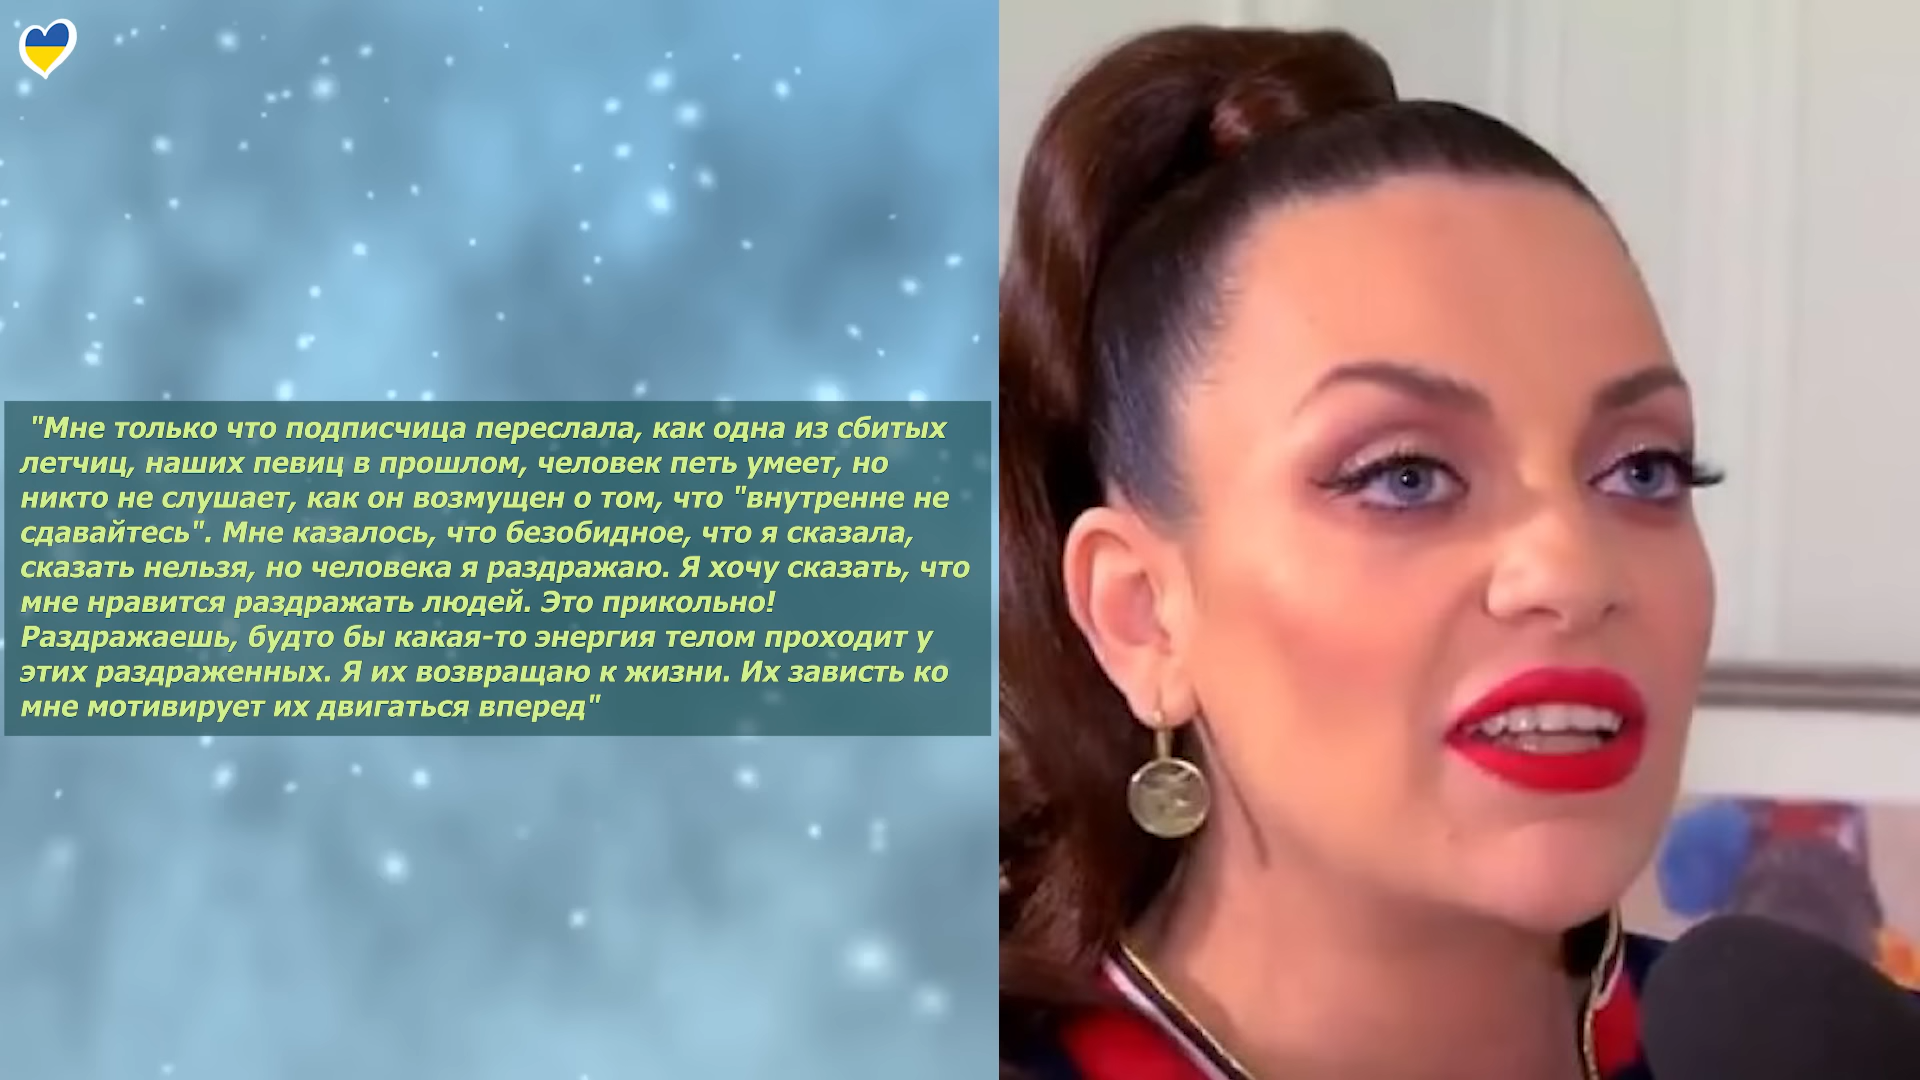 "Мне только что подписчица переслала, как одна из сбитых
летчиц, наших певиц в прошлом, человек петь умеет, но
никто не слушает, как он возмущен о том, что "внутренне не
сдавайтесь". Мне казалось, что безобидное, что я сказала,
сказать нельзя, но человека я раздражаю. Я хочу сказать, что
мне нравится раздражать людей. Это прикольно!
Раздражаешь, будто бы какая-то энергия телом проходит у
этих раздраженных. Я их возвращаю к жизни. Их зависть ко
мне мотивирует их двигаться вперед"